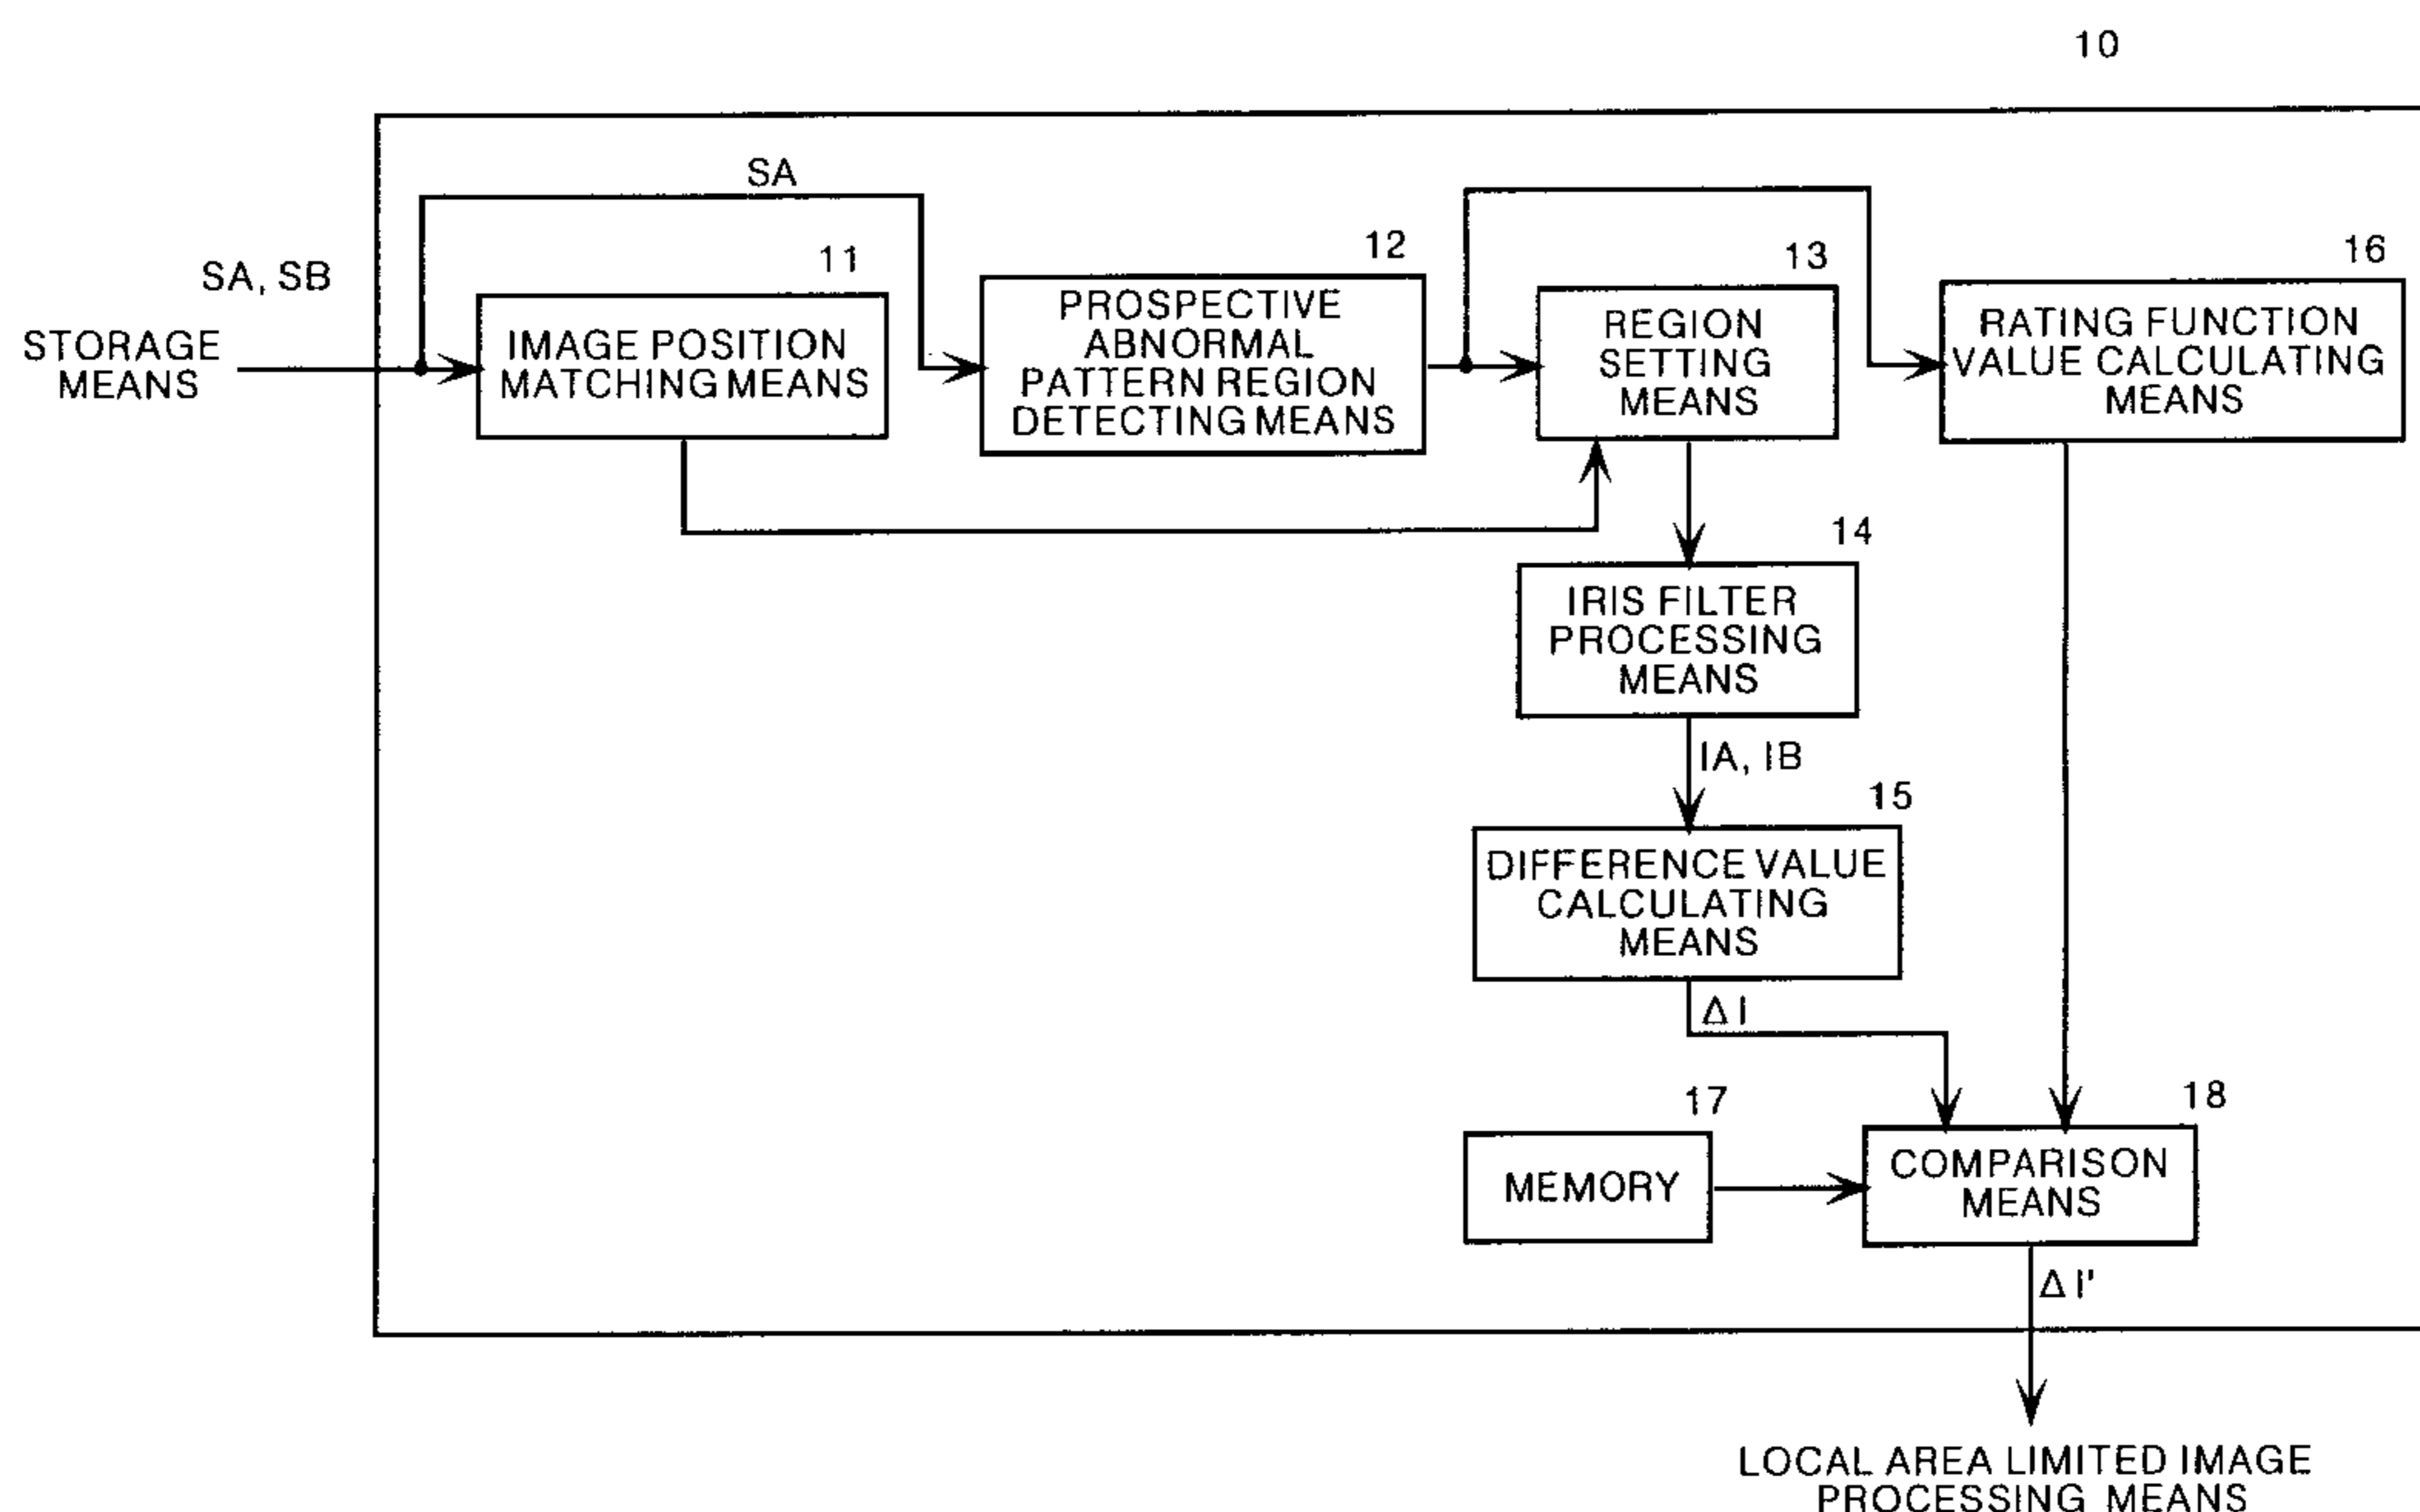 10
SA
SA, SB
STORAGE
MEANS
11
IMAGE POSITION
MATCHING MEANS
12
PROSPECTIVE
ABNORMAL
PATTERN REGION
DETECTING MEANS
13
REGION
SETTING
MEANS
16
RATING FUNCTION
VALUE CALCULATING
MEANS
14
IRIS FILTER
PROCESSING
MEANS
IA, IB
15
DIFFERENCE VALUE
CALCULATING
MEANS
Δ I
17
MEMORY
18
COMPARISON
MEANS
Δ I'
LOCAL AREA LIMITED IMAGE
PROCESSING MEANS